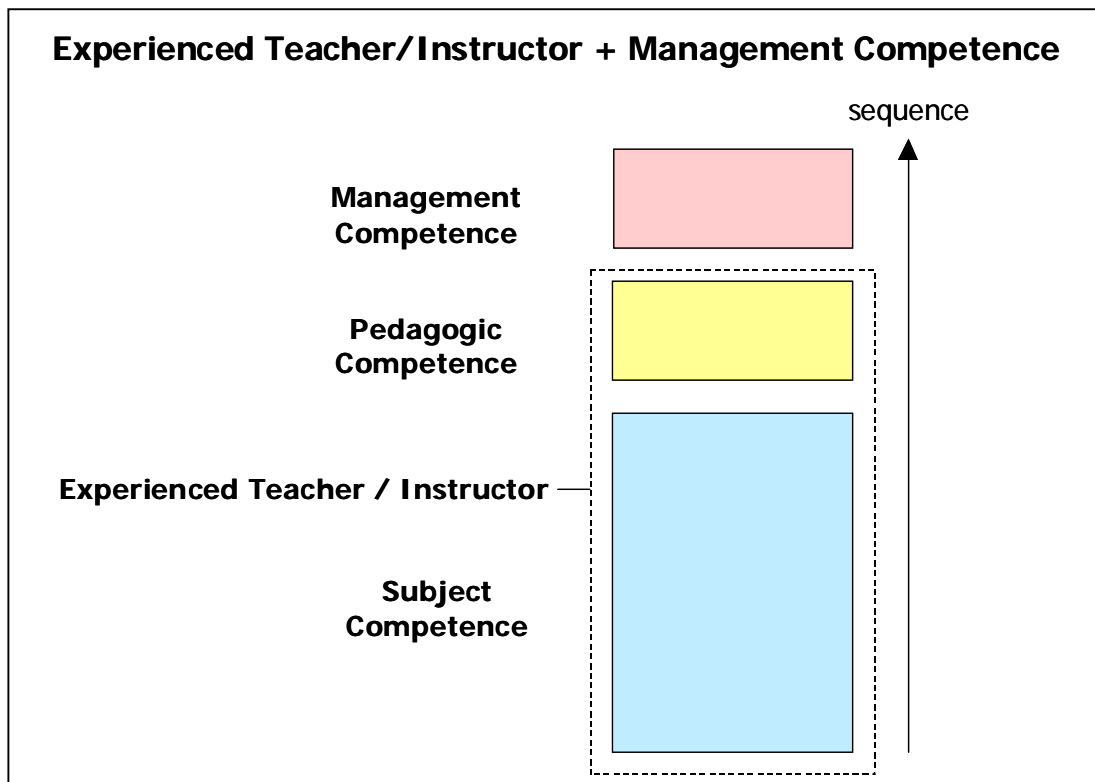 Experienced Teacher/Instructor + Management Competence
sequence
Management
Competence
Pedagogic
Competence
Experienced Teacher / Instructor
Subject
Competence